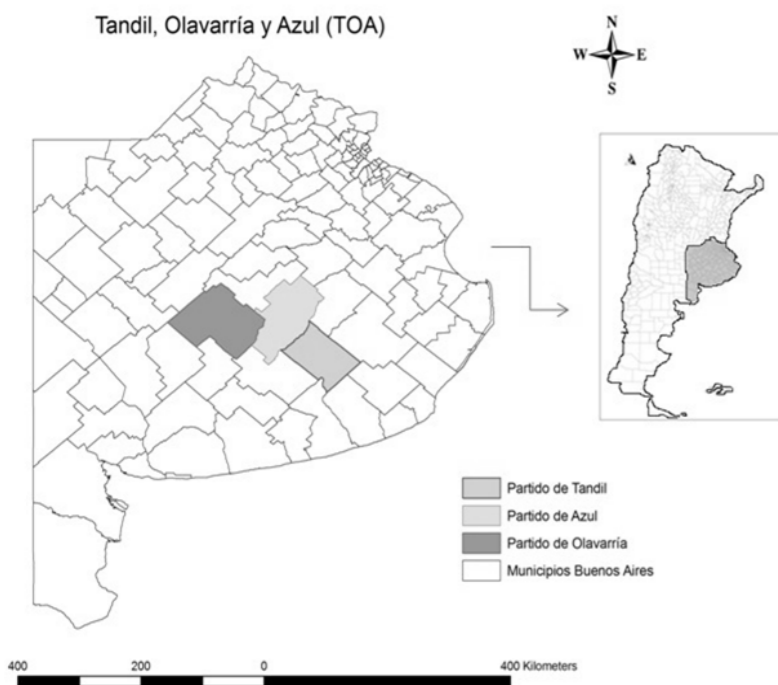 Tandil, Olavarría y Azul (TOA)
N
W E
S
Partido de Tandil
Partido de Azul
Partido de Olavarría
Municipios Buenos Aires
400 200 0 400 Kilometers